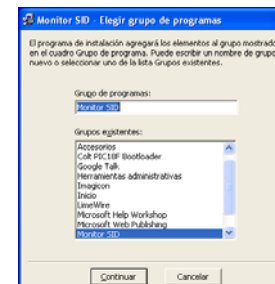 Monitor SID - Elegir grupo de programas
El programa de instalación agregará los elementos al grupo mostrado
en el cuadro Grupo de programa. Puede escribir un nombre de grupo
nuevo o seleccionar uno de la lista Grupos existentes.
Grupo de programas:
Monitor SID
Grupos existentes:
Accesorios
Colt PIC18F Bootloader
Google Talk
Herramientas administrativas
Imagicon
Inicio
LimeWire
Microsoft Help Workshop
Microsoft Web Publishing
Monitor SID
Continuar
Cancelar